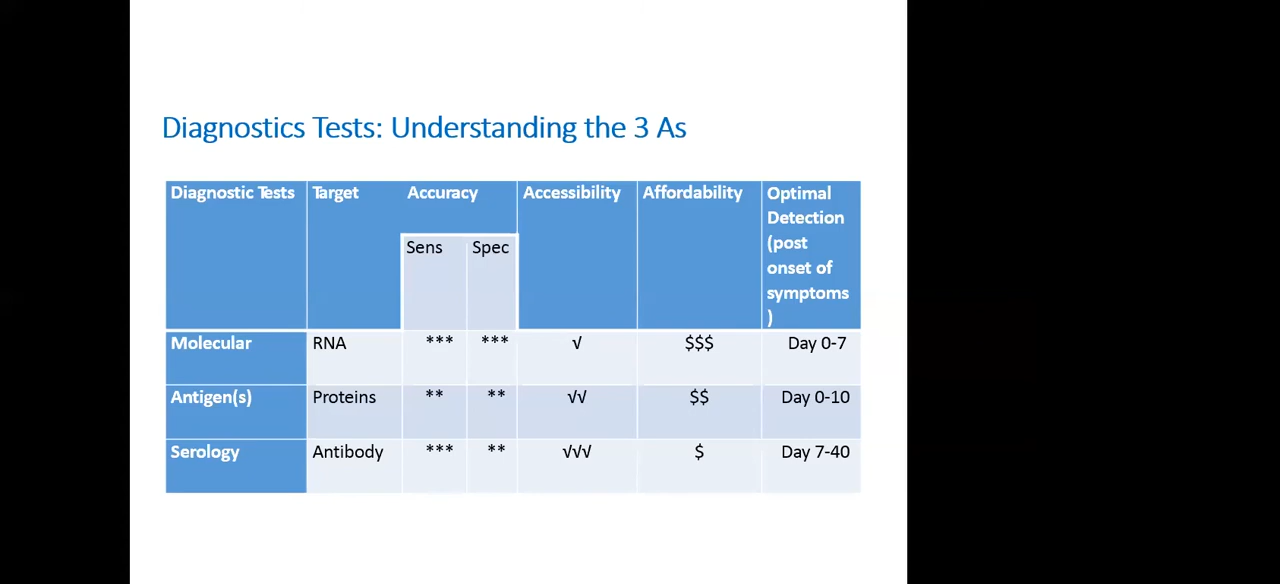 Diagnostics Tests: Understanding the 3 As
Diagnostic Tests Target Accuracy Accessibility Affordability Optimal
Detection
(post
onset of
symptoms
)
Sens Spec
Molecular RNA *** *** √ $$$ Day 0-7
Antigen(s) Proteins ** ** √√ $$ Day 0-10
Serology Antibody *** ** √√√ $ Day 7-40